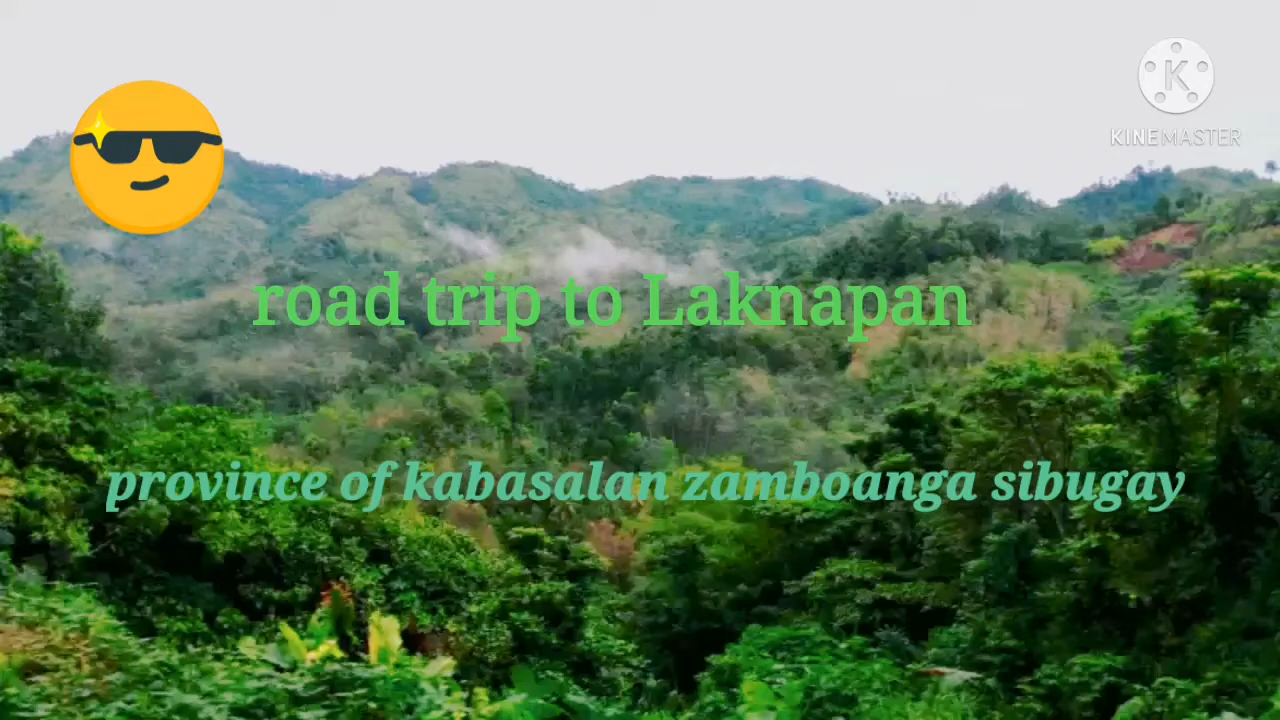 K
KINEMASTER
road trip to Laknapan
province of kabasalan zamboanga sibugay